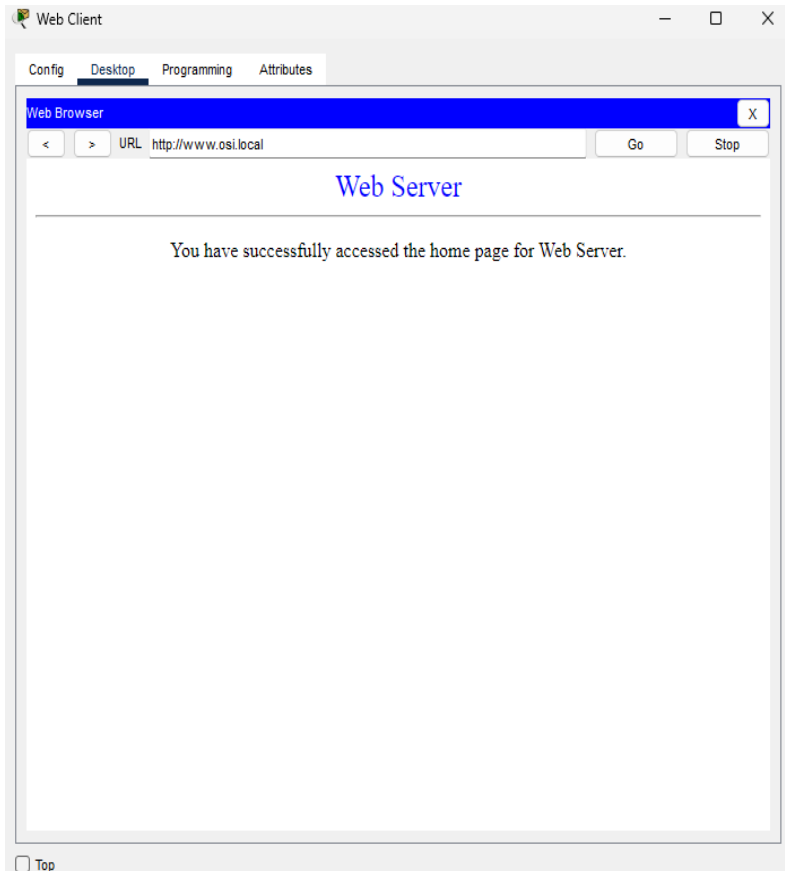 Web Client
Config Desktop Programming Attributes
Web Browser X
< > URL http://www.osi.local Go Stop
Web Server
You have successfully accessed the home page for Web Server.
Top